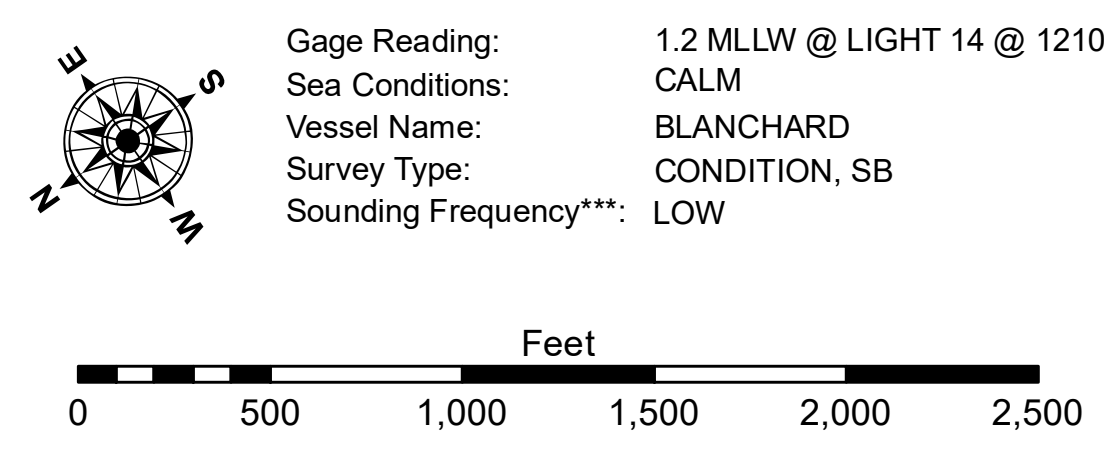 E
S
N
W
Gage Reading: 1.2 MLLW @ LIGHT 14 @ 1210
Sea Conditions: CALM
Vessel Name: BLANCHARD
Survey Type: CONDITION, SB
Sounding Frequency***: LOW
Feet
0 500 1,000 1,500 2,000 2,500